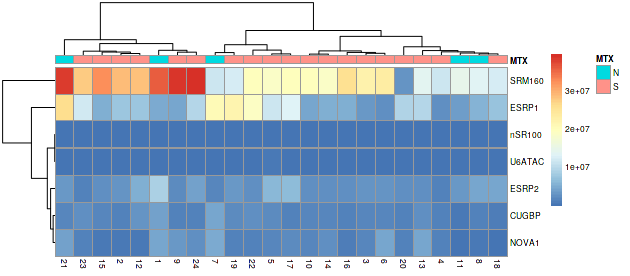 MTX
SRM160
ESRP1
nSR100
U6ATAC
ESRP2
CUGBP
NOVA1
21 23 15 2 12 1 9 24 7 19 22 5 17 10 14 16 3 6 20 13 4 11 8 18
3e+07
2e+07
1e+07
MTX
N
S